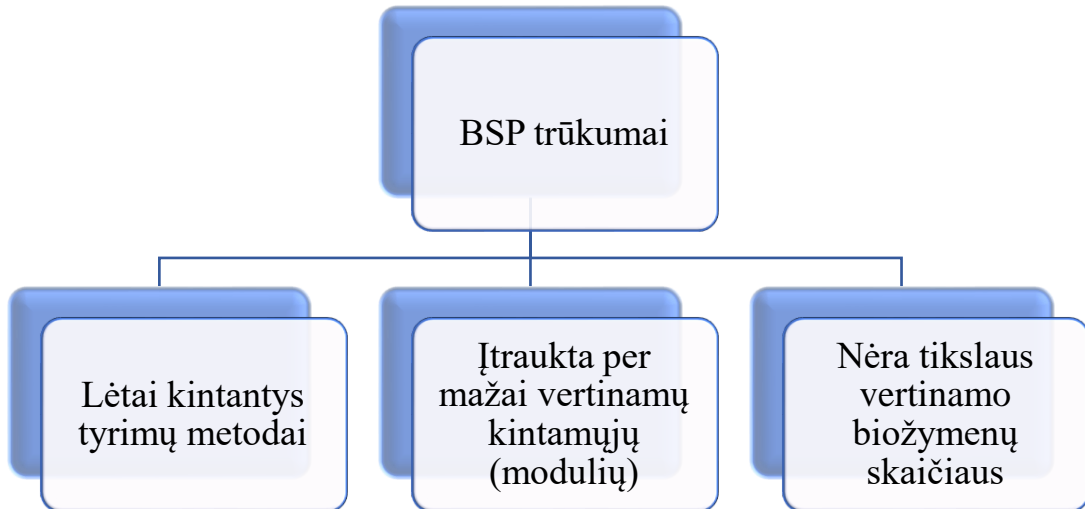 BSP trūkumai
Lėtai kintantys
tyrimų metodai
Įtraukta per
mažai vertinamų
kintamųjų
(modulių)
Nėra tikslaus
vertinamo
biožymenų
skaičiaus